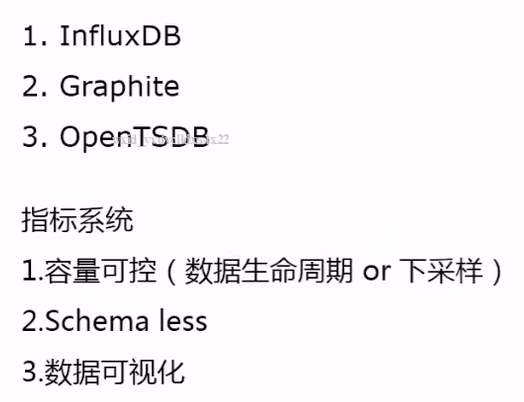 1. InfluxDB
2. Graphite
3. OpenTSDB
指标系统
1.容量可控（数据生命周期 or 下采样）
2.Schema less
3.数据可视化